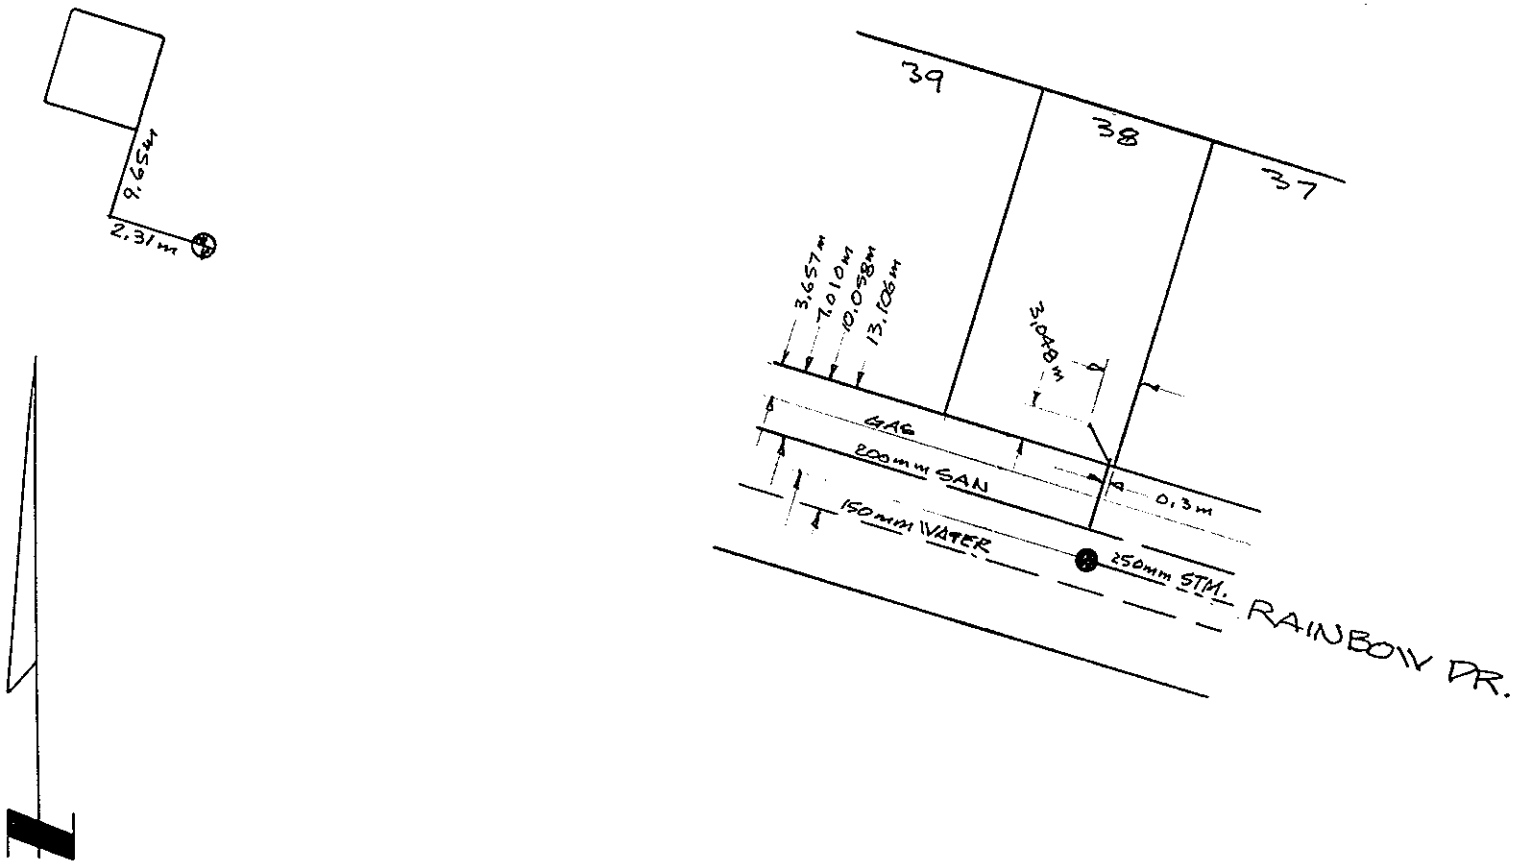 39
38
37
9.65m
2.31m
3.657m
7.010m
10.058m
13.106m
3.048m
GAS
200mm SAN
0.3m
150mm WATER
250mm STM.
RAINBOW DR.